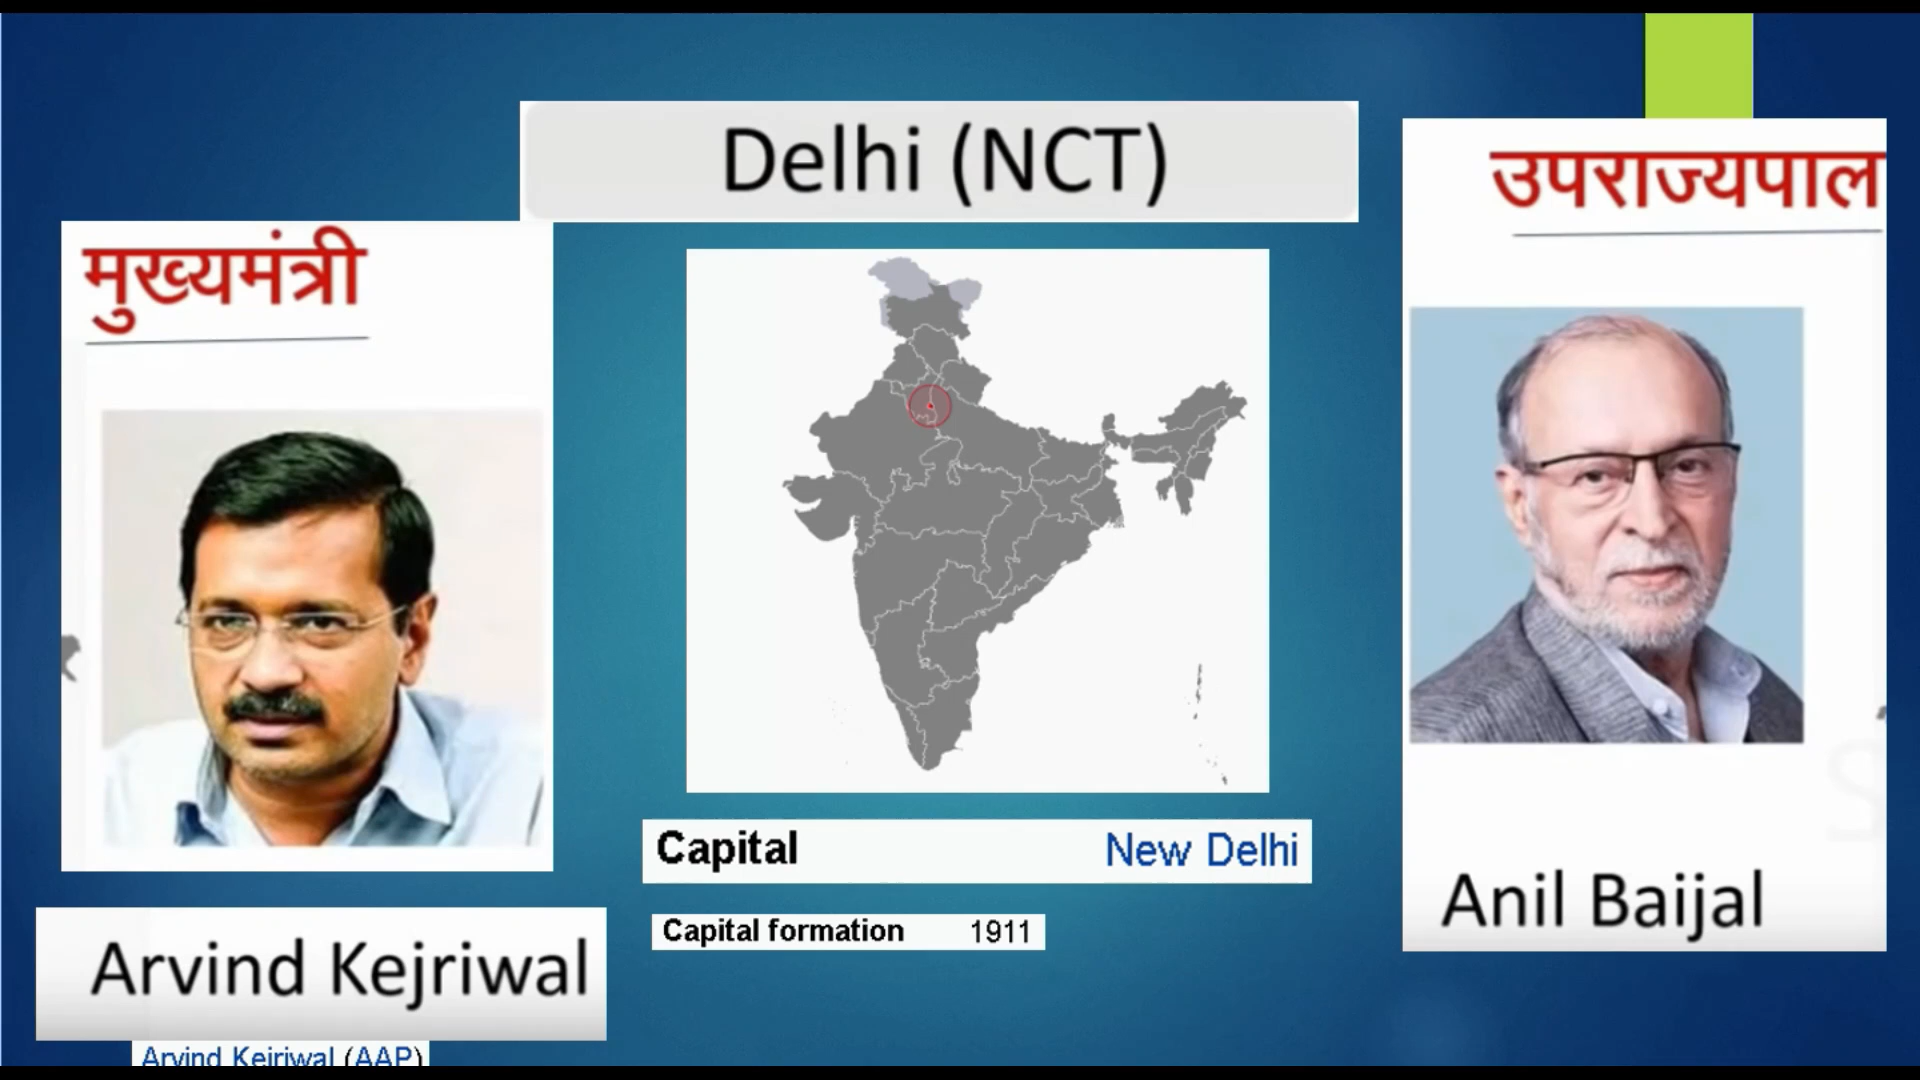 Delhi (NCT)
मुख्यमंत्री
उपराज्यपाल
Capital New Delhi
Capital formation 1911
Arvind Kejriwal
Arvind Kejriwal (AAP)
Anil Baijal